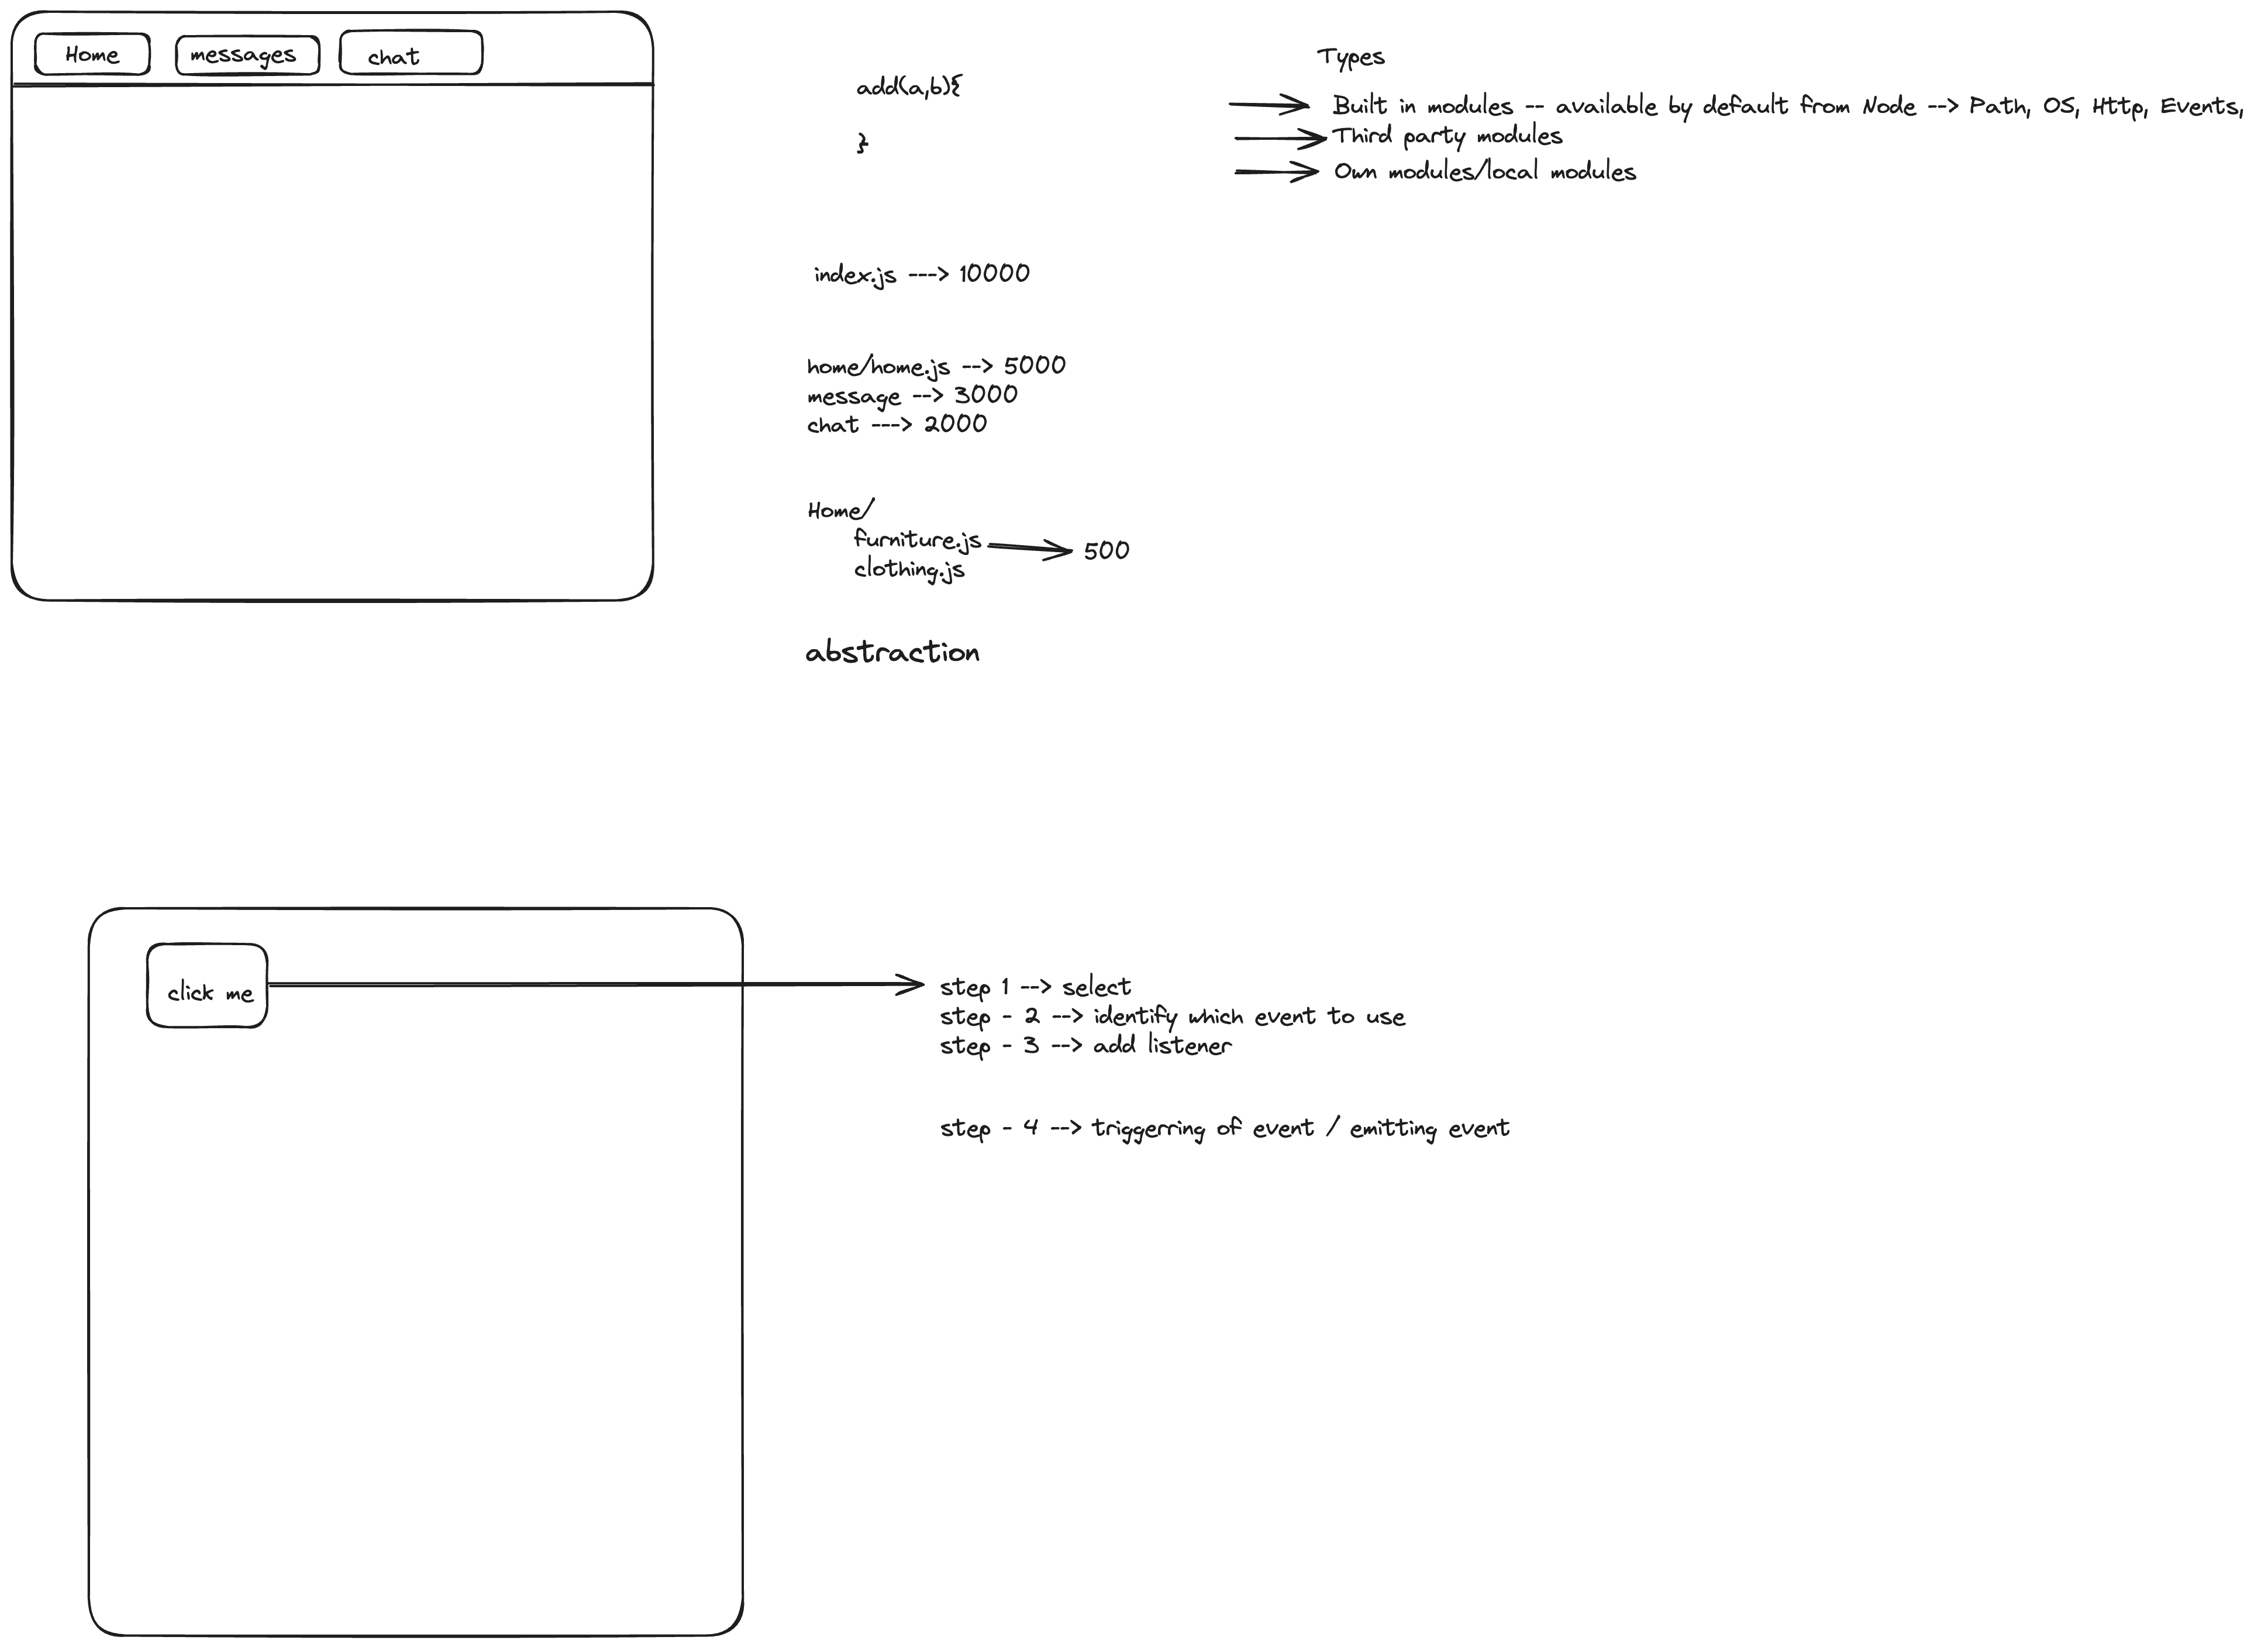 Home
messages
chat
add(a,b){
}
Types
Built in modules -- available by default from Node --> Path, OS, Http, Events,
Third party modules
Own modules/local modules
index.js ---> 10000
home/home.js --> 5000
message --> 3000
chat ---> 2000
Home/
furniture.js
500
clothing.js
abstraction
click me
step 1 --> select
step - 2 --> identify which event to use
step - 3 --> add listener
step - 4 --> triggerring of event / emitting event